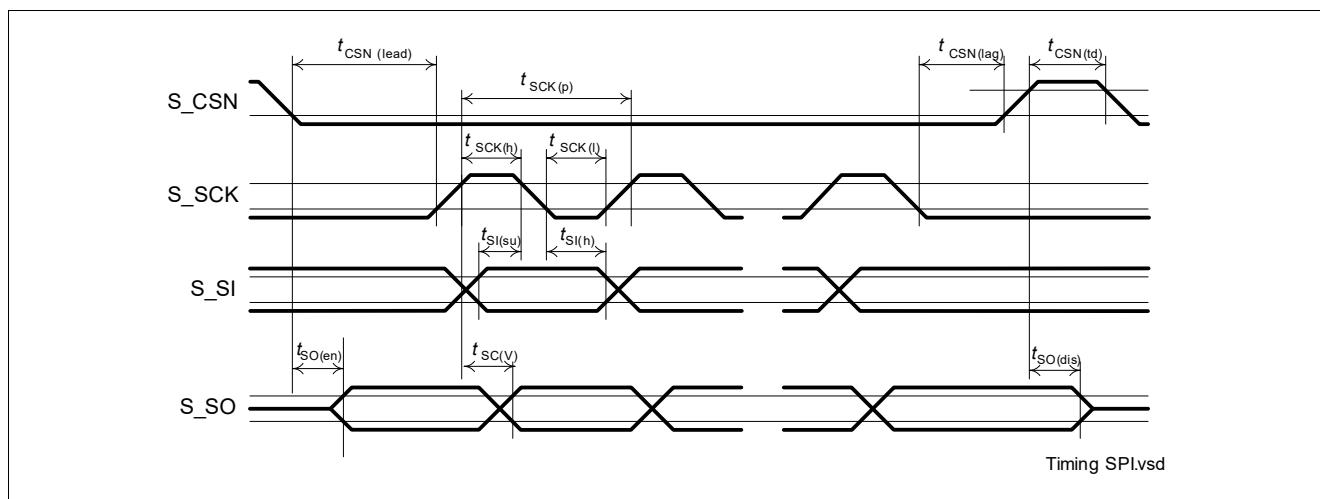 t CSN (lead)
t CSN(lag)
t CSN(td)
S_CSN
t SCK(p)
t SCK(h)
t SCK(l)
S_SCK
t SI(su)
t SI(h)
S_SI
t SO(en)
t SC(V)
t SO(dis)
S_SO
Timing SPI.vsd